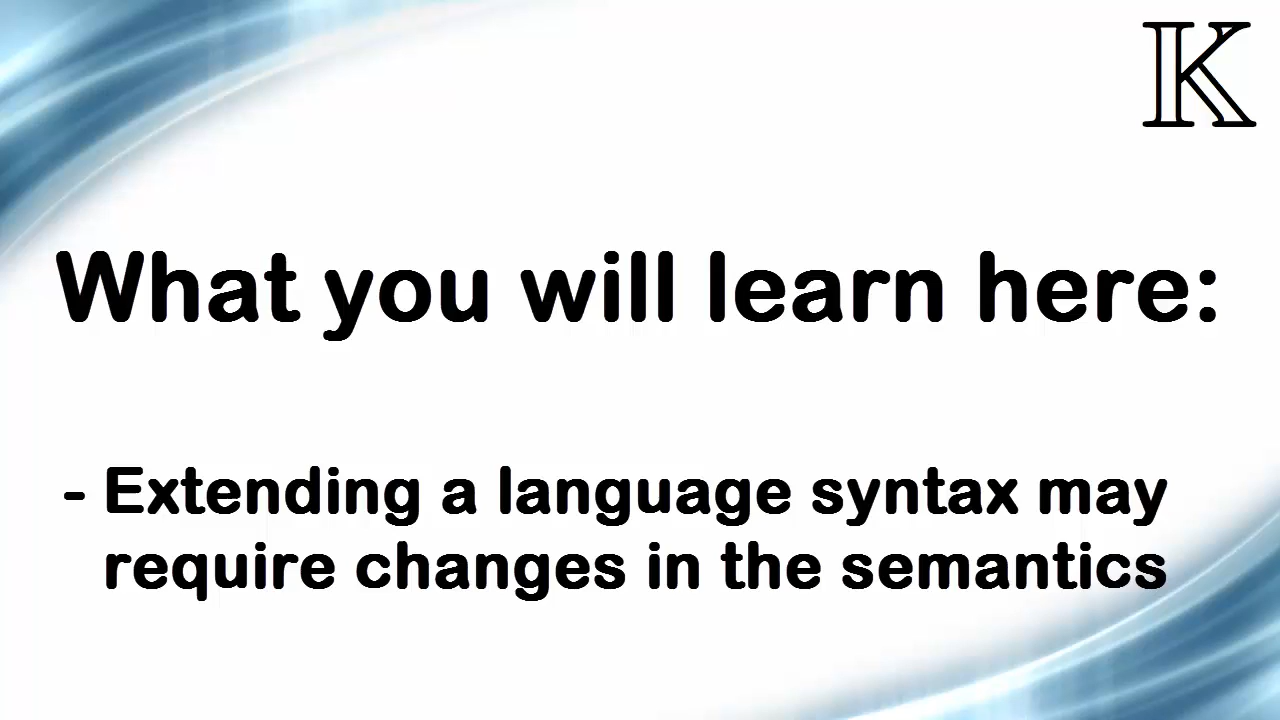 K
What you will learn here:
- Extending a language syntax may
require changes in the semantics